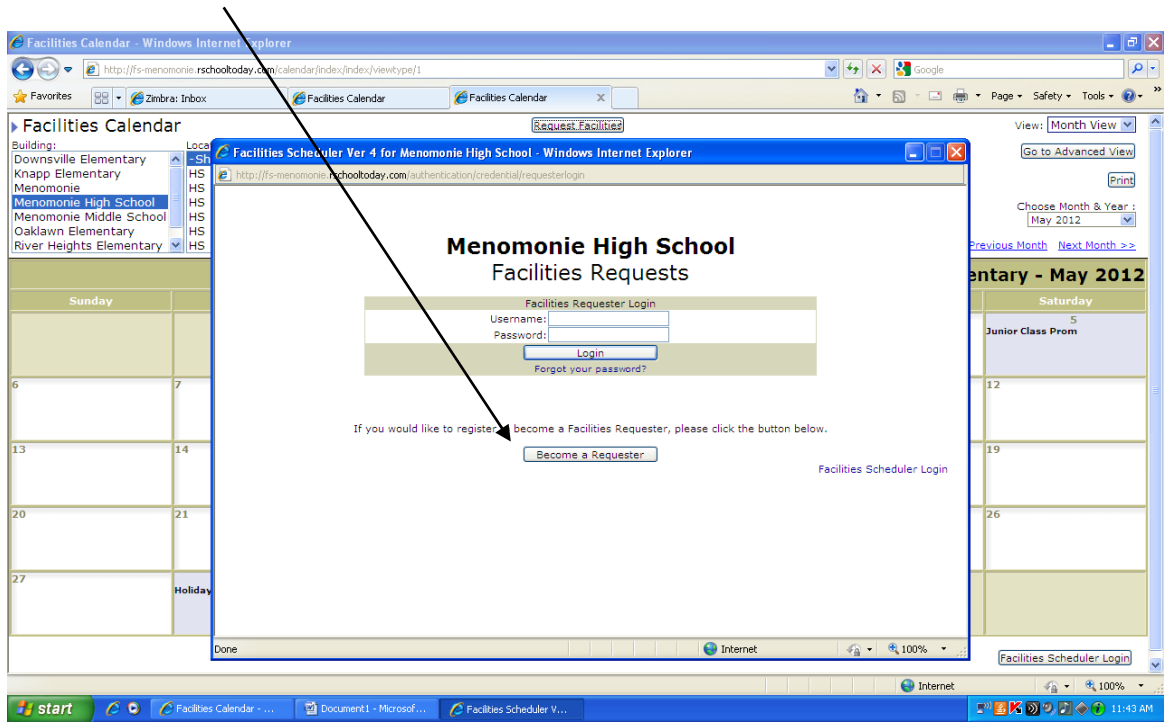 Facilities Calendar - Windows Internet Explorer
http://fs-menomonie.rschooltoday.com/calendar/index/index/viewtype/1
Google
Favorites
Zimbra: Inbox
Facilities Calendar
Facilities Calendar
Page
Safety
Tools
Facilities Calendar
Request Facilities
View: Month View
Building:
Downsville Elementary
Knapp Elementary
Menomonie
Menomonie High School
Menomonie Middle School
Oaklawn Elementary
River Heights Elementary
HS
HS
HS
HS
HS
HS
Go to Advanced View
Print
Choose Month & Year :
May 2012
Previous Month Next Month >>
entary - May 2012
Sunday
Saturday
5
Junior Class Prom
6
7
12
13
14
19
20
21
26
27
Holiday
Facilities Scheduler Ver 4 for Menomonie High School - Windows Internet Explorer
http://fs-menomonie.rschooltoday.com/authentication/credential/requesterlogin
Menomonie High School
Facilities Requests
Facilities Requester Login
Username:
Password:
Login
Forgot your password?
If you would like to register become a Facilities Requester, please click the button below.
Become a Requester
Facilities Scheduler Login
Done
Internet
100%
Facilities Scheduler Login
Internet
100%
start
Facilities Calendar - ...
Document1 - Microsof...
Facilities Scheduler V...
11:43 AM